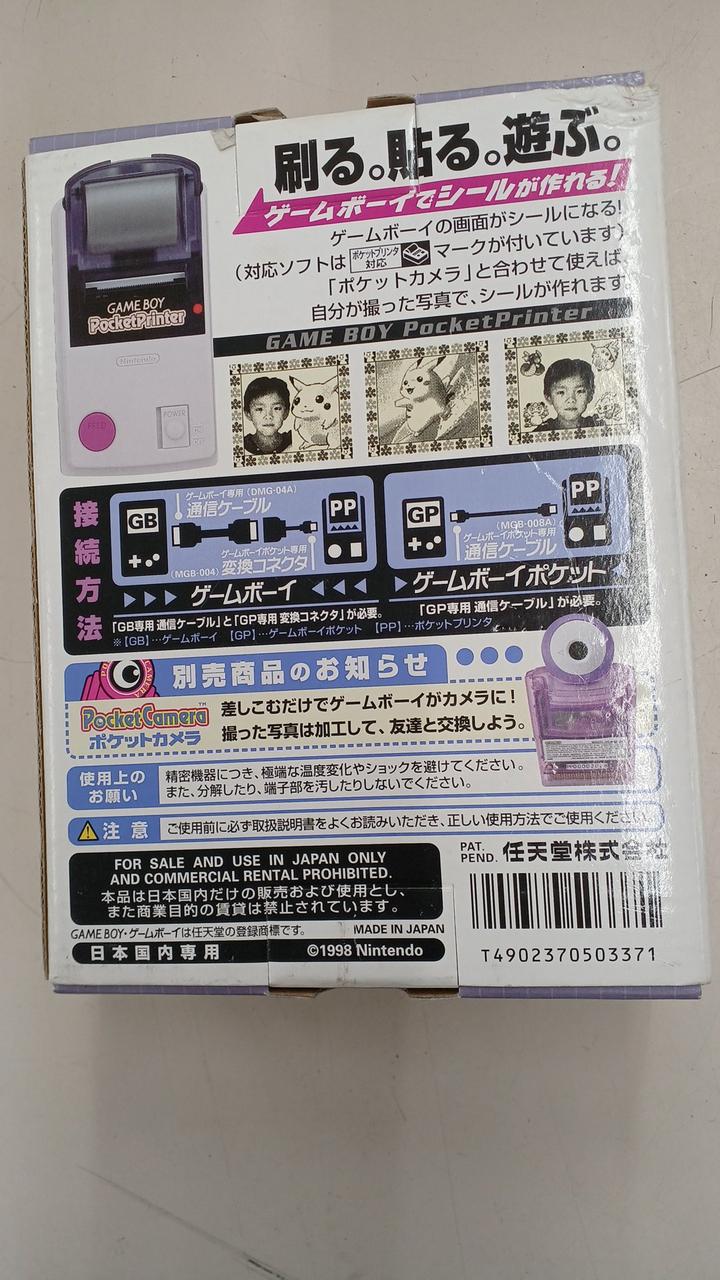 刷る。貼る。遊ぶ。
ゲームボーイでシールが作れる!
ゲームボーイの画面がシールになる!
(対応ソフトは ポケットプリンタ対応 マークが付いています)
「ポケットカメラ」と合わせて使えば
自分が撮った写真で、シールが作れます
GAME BOY PocketPrinter
GAME BOY
PocketPrinter
Nintendo
FEED
POWER
接続方法
GB
ゲームボーイ専用 (DMG-04A)
通信ケーブル
PP
ゲームボーイポケット専用
(MGB-004) 変換コネクタ
ゲームボーイ
「GB専用 通信ケーブル」と「GP専用 変換コネクタ」が必要。
GP
(MGB-008A)
ゲームボーイポケット専用
通信ケーブル
PP
ゲームボーイポケット
「GP専用 通信ケーブル」が必要。
※【GB】…ゲームボーイ 【GP】…ゲームボーイポケット 【PP】…ポケットプリンタ
別売商品のお知らせ
PocketCamera™
ポケットカメラ
差しこむだけでゲームボーイがカメラに!
撮った写真は加工して、友達と交換しよう。
使用上の
お願い
精密機器につき、極端な温度変化やショックを避けてください。
また、分解したり、端子部を汚したりしないでください。
注意
ご使用前に必ず取扱説明書をよくお読みいただき、正しい使用方法でご使用ください。
FOR SALE AND USE IN JAPAN ONLY
AND COMMERCIAL RENTAL PROHIBITED.
本品は日本国内だけの販売および使用とし、
また商業目的の賃貸は禁止されています。
GAME BOY・ゲームボーイは任天堂の登録商標です。
MADE IN JAPAN
日本国内専用
©1998 Nintendo
PAT.
PEND.
任天堂株式会社
T4902370503371